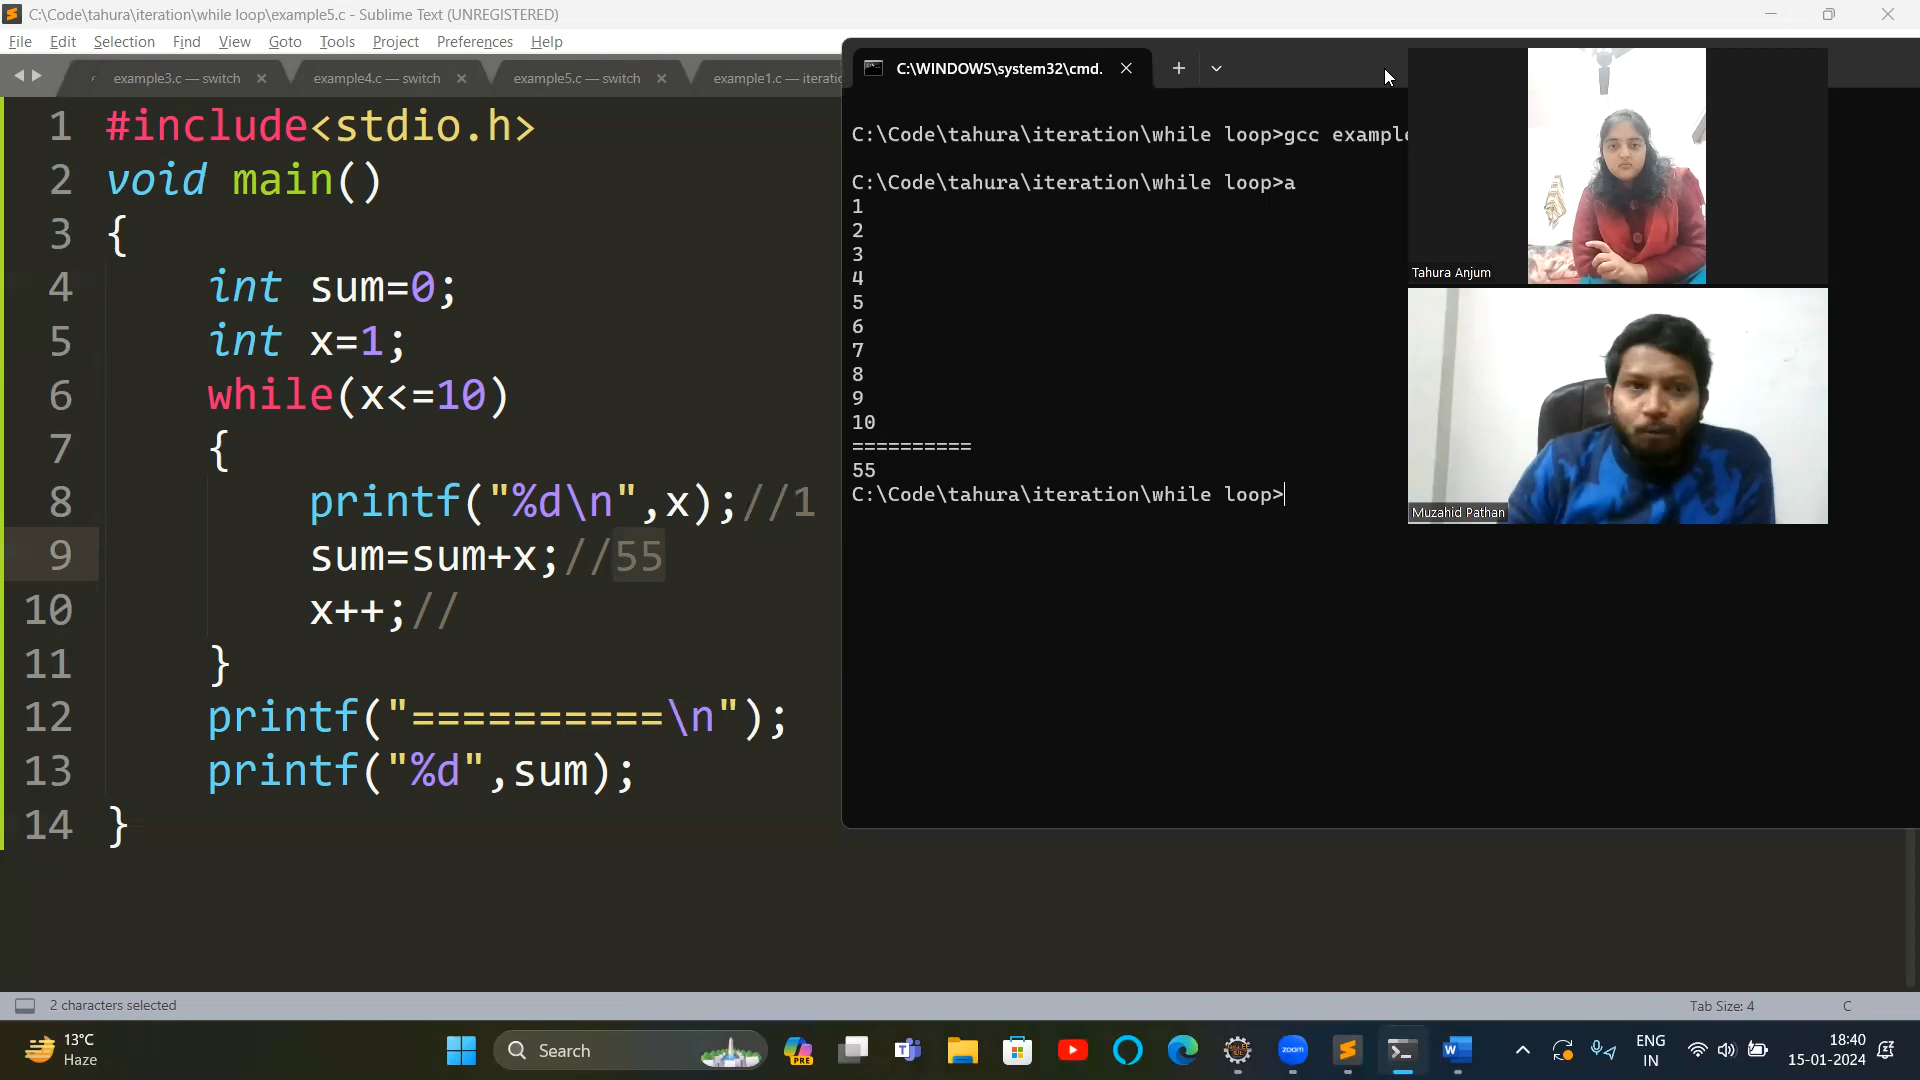 C:\Code\tahura\iteration\while loop\example5.c - Sublime Text (UNREGISTERED)
File Edit Selection Find View Goto Tools Project Preferences Help
example3.c — switch
example4.c — switch
example5.c — switch
example1.c — iteratio
1 #include<stdio.h>
2 void main()
3 {
4 int sum=0;
5 int x=1;
6 while(x<=10)
7 {
8 printf("%d\n",x);//1
9 sum=sum+x;//55
10 x++;//
11 }
12 printf("==========\n");
13 printf("%d",sum);
14 }
C:\WINDOWS\system32\cmd.
C:\Code\tahura\iteration\while loop>gcc example
C:\Code\tahura\iteration\while loop>a
1
2
3
4
5
6
7
8
9
10
==========
55
C:\Code\tahura\iteration\while loop>
Tahura Anjum
Muzahid Pathan
2 characters selected
Tab Size: 4
C
13°C
Haze
Search
PRE
zoom
ENG
IN
18:40
15-01-2024